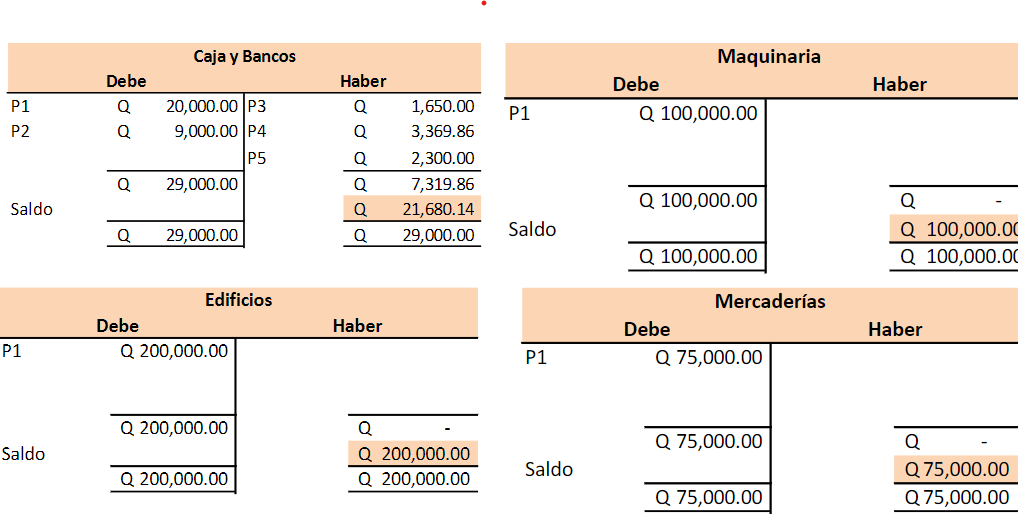 Caja y Bancos
Debe Haber
P1 Q 20,000.00 P3 Q 1,650.00
P2 Q 9,000.00 P4 Q 3,369.86
P5 Q 2,300.00
Q 29,000.00 Q 7,319.86
Saldo Q 21,680.14
Q 29,000.00 Q 29,000.00
Maquinaria
Debe Haber
P1 Q 100,000.00
Q 100,000.00 Q -
Saldo Q 100,000.00
Q 100,000.00 Q 100,000.00
Edificios
Debe Haber
P1 Q 200,000.00
Q 200,000.00 Q -
Saldo Q 200,000.00
Q 200,000.00 Q 200,000.00
Mercaderías
Debe Haber
P1 Q 75,000.00
Q 75,000.00 Q -
Saldo Q 75,000.00
Q 75,000.00 Q 75,000.00